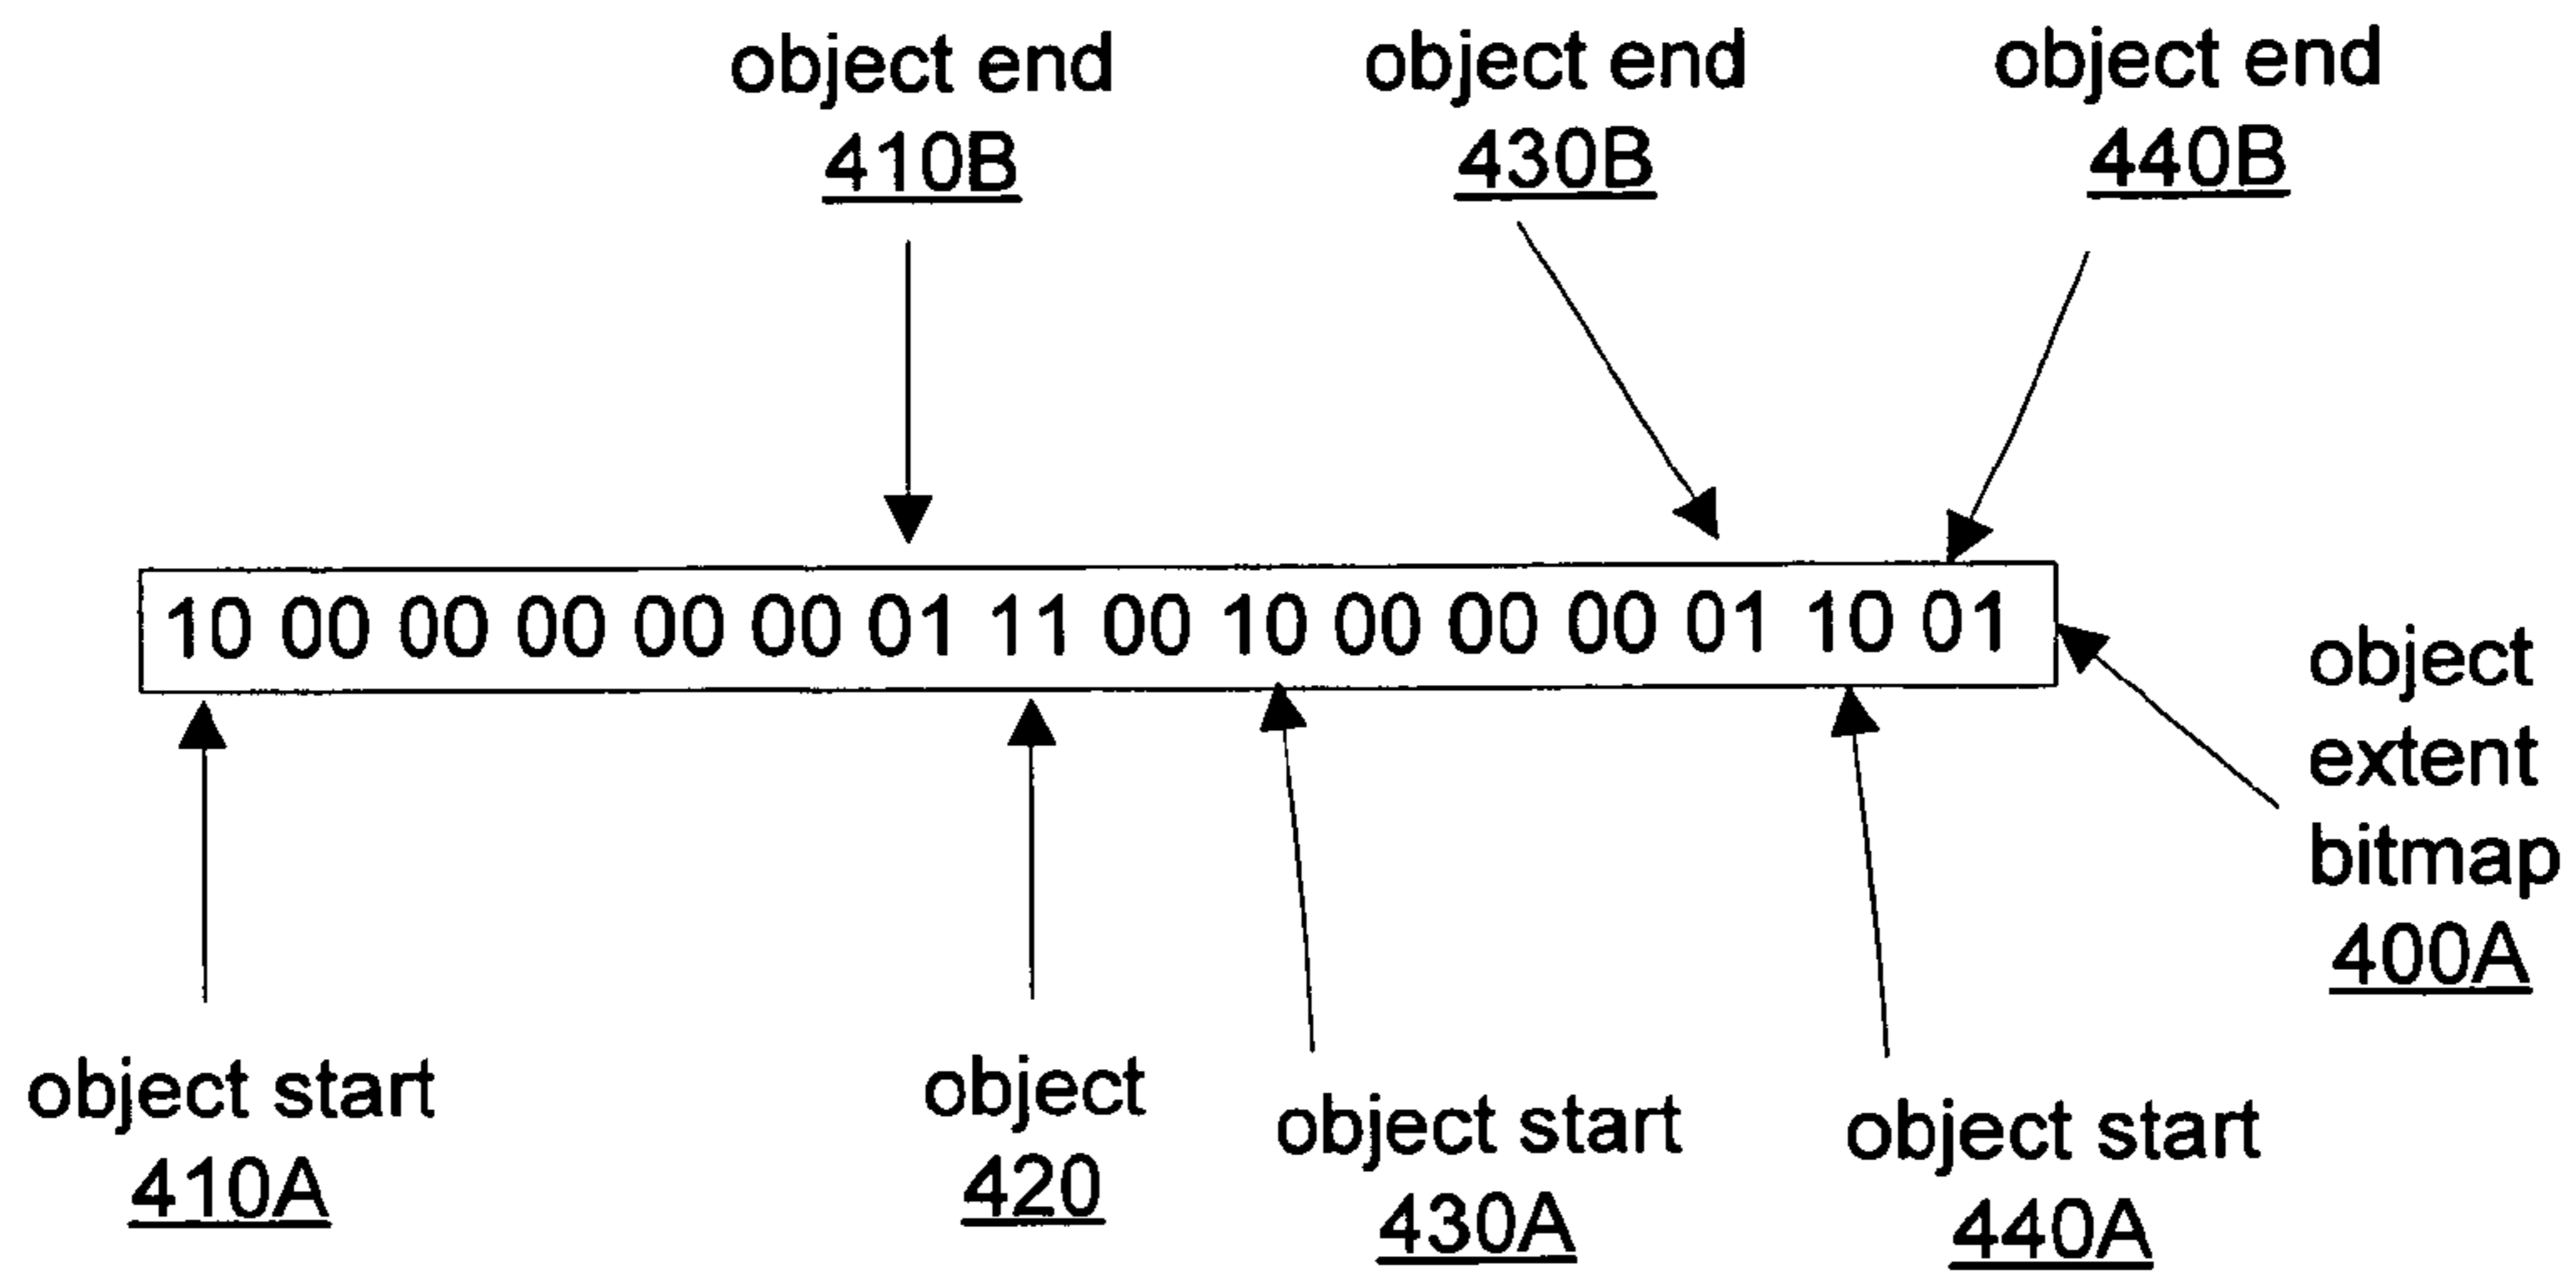 object end
410B
object end
430B
object end
440B
10 00 00 00 00 00 01 11 00 10 00 00 00 01 10 01
object
extent
bitmap
400A
object start
410A
object
420
object start
430A
object start
440A